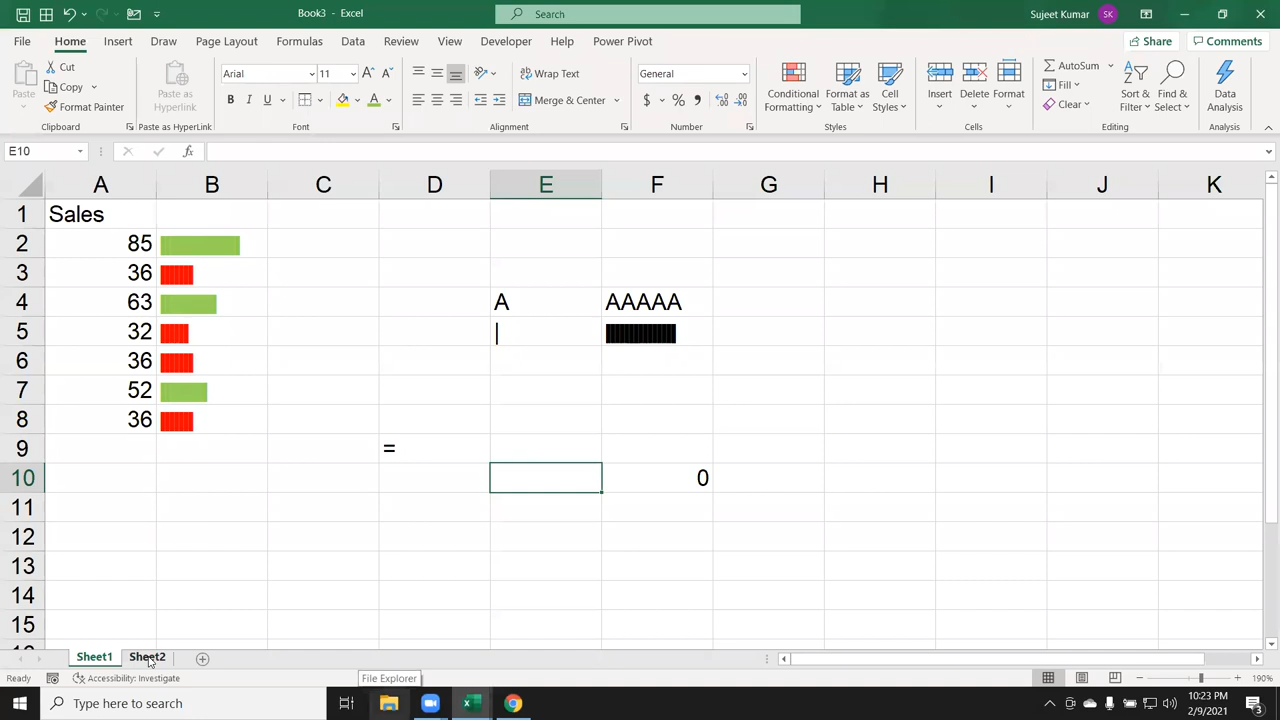 Book3 - Excel
Search
Sujeet Kumar
SK
File Home Insert Draw Page Layout Formulas Data Review View Developer Help Power Pivot
Share Comments
Paste
Cut
Copy
Format Painter
Clipboard
Paste as
Hyperlink
Paste as HyperLink
Arial 11
B I U
Font
Wrap Text
Merge & Center
Alignment
General
$ % 9
Number
Conditional
Formatting
Format as
Table
Cell
Styles
Styles
Insert
Delete
Format
Cells
AutoSum
Fill
Clear
Sort &
Filter
Find &
Select
Editing
Data
Analysis
Analysis
E10 fx
A B C D E F G H I J K
1 Sales
2 85
3 36
4 63 A AAAAA
5 32 |
6 36
7 52
8 36
9 =
10 0
11
12
13
14
15
Sheet1 Sheet2
Ready Accessibility: Investigate
File Explorer
190%
Type here to search
10:23 PM
2/9/2021
3